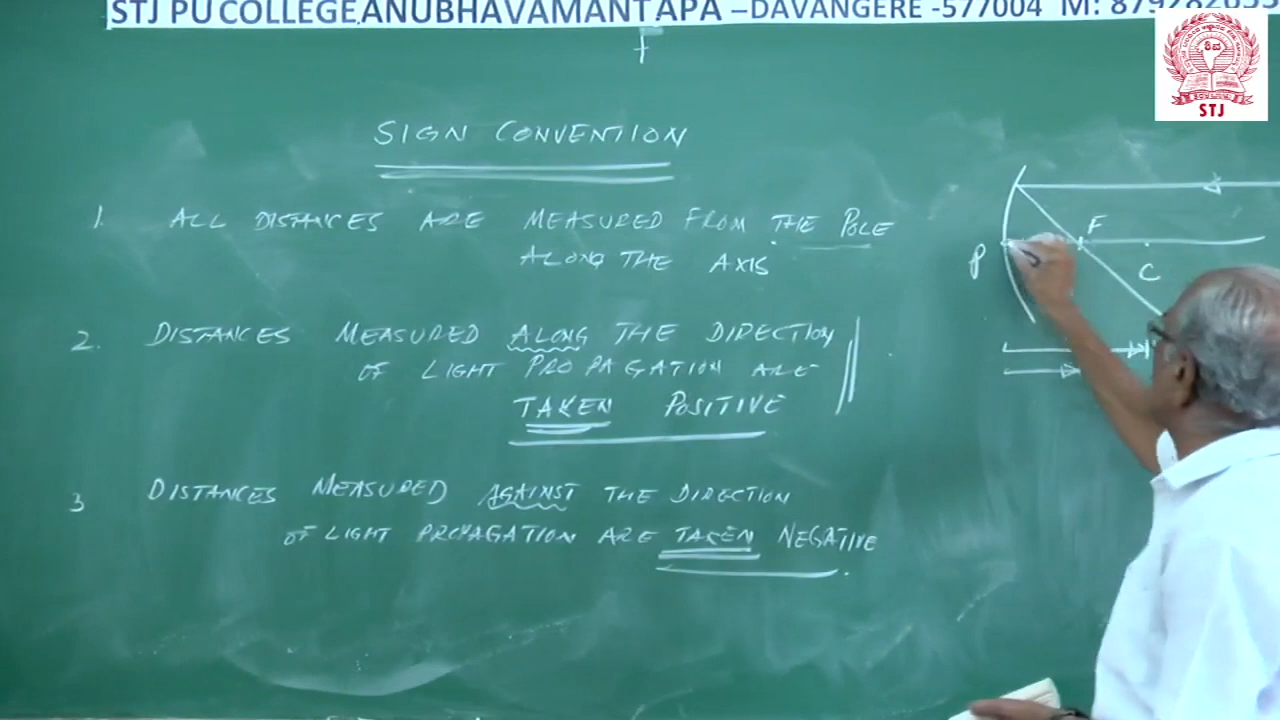 STJ PU COLLEGE, ANUBHAVAMANTAPA –DAVANGERE -577004 M:
STJ
SIGN CONVENTION
1. ALL DISTANCES ARE MEASURED FROM THE POLE
ALONG THE AXIS
2. DISTANCES MEASURED ALONG THE DIRECTION
OF LIGHT PROPAGATION ARE
TAKEN POSITIVE
3 DISTANCES MEASURED AGAINST THE DIRECTION
OF LIGHT PROPAGATION ARE TAKEN NEGATIVE
F
P
C